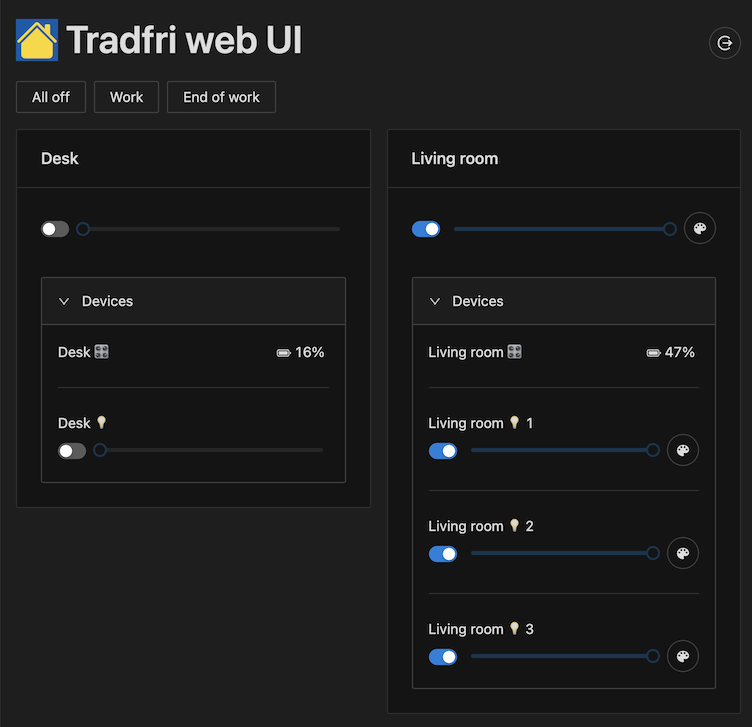 Tradfri web UI
All off
Work
End of work
Desk
Devices
Desk 🎛️ 16%
Desk 💡
Living room
Devices
Living room 🎛️ 47%
Living room 💡 1
Living room 💡 2
Living room 💡 3